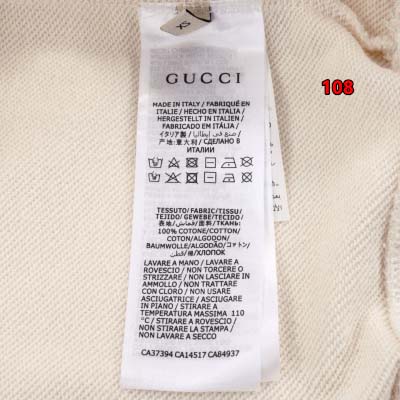 XS
GUCCI
108
MADE IN ITALY / FABRIQUÉ EN
ITALIE / HECHO EN ITALIA /
HERGESTELLT IN ITALIEN /
FABRICADO EM ITÁLIA /
イタリア製 / صنع في إيطاليا /
产地:意大利 / СДЕЛАНО В
ИТАЛИИ
TESSUTO/FABRIC/TISSU/
TEJIDO/GEWEBE/TECIDO/
表地/قماش/面料/ТКАНЬ:
100% COTONE/COTTON/
COTON/ALGODON/
BAUMWOLLE/ALGODÃO/コットン/
قطن/棉/ХЛОПОК
LAVARE A MANO / LAVARE A
ROVESCIO / NON TORCERE O
STRIZZARE / NON LASCIARE IN
AMMOLLO / NON TRATTARE
CON CLORO / NON USARE
ASCIUGATRICE / ASCIUGARE
IN PIANO / STIRARE A
TEMPERATURA MASSIMA 110
°C / STIRARE A ROVESCIO /
NON STIRARE LA STAMPA /
NON LAVARE A SECCO
CA37394 CA14517 CA84937